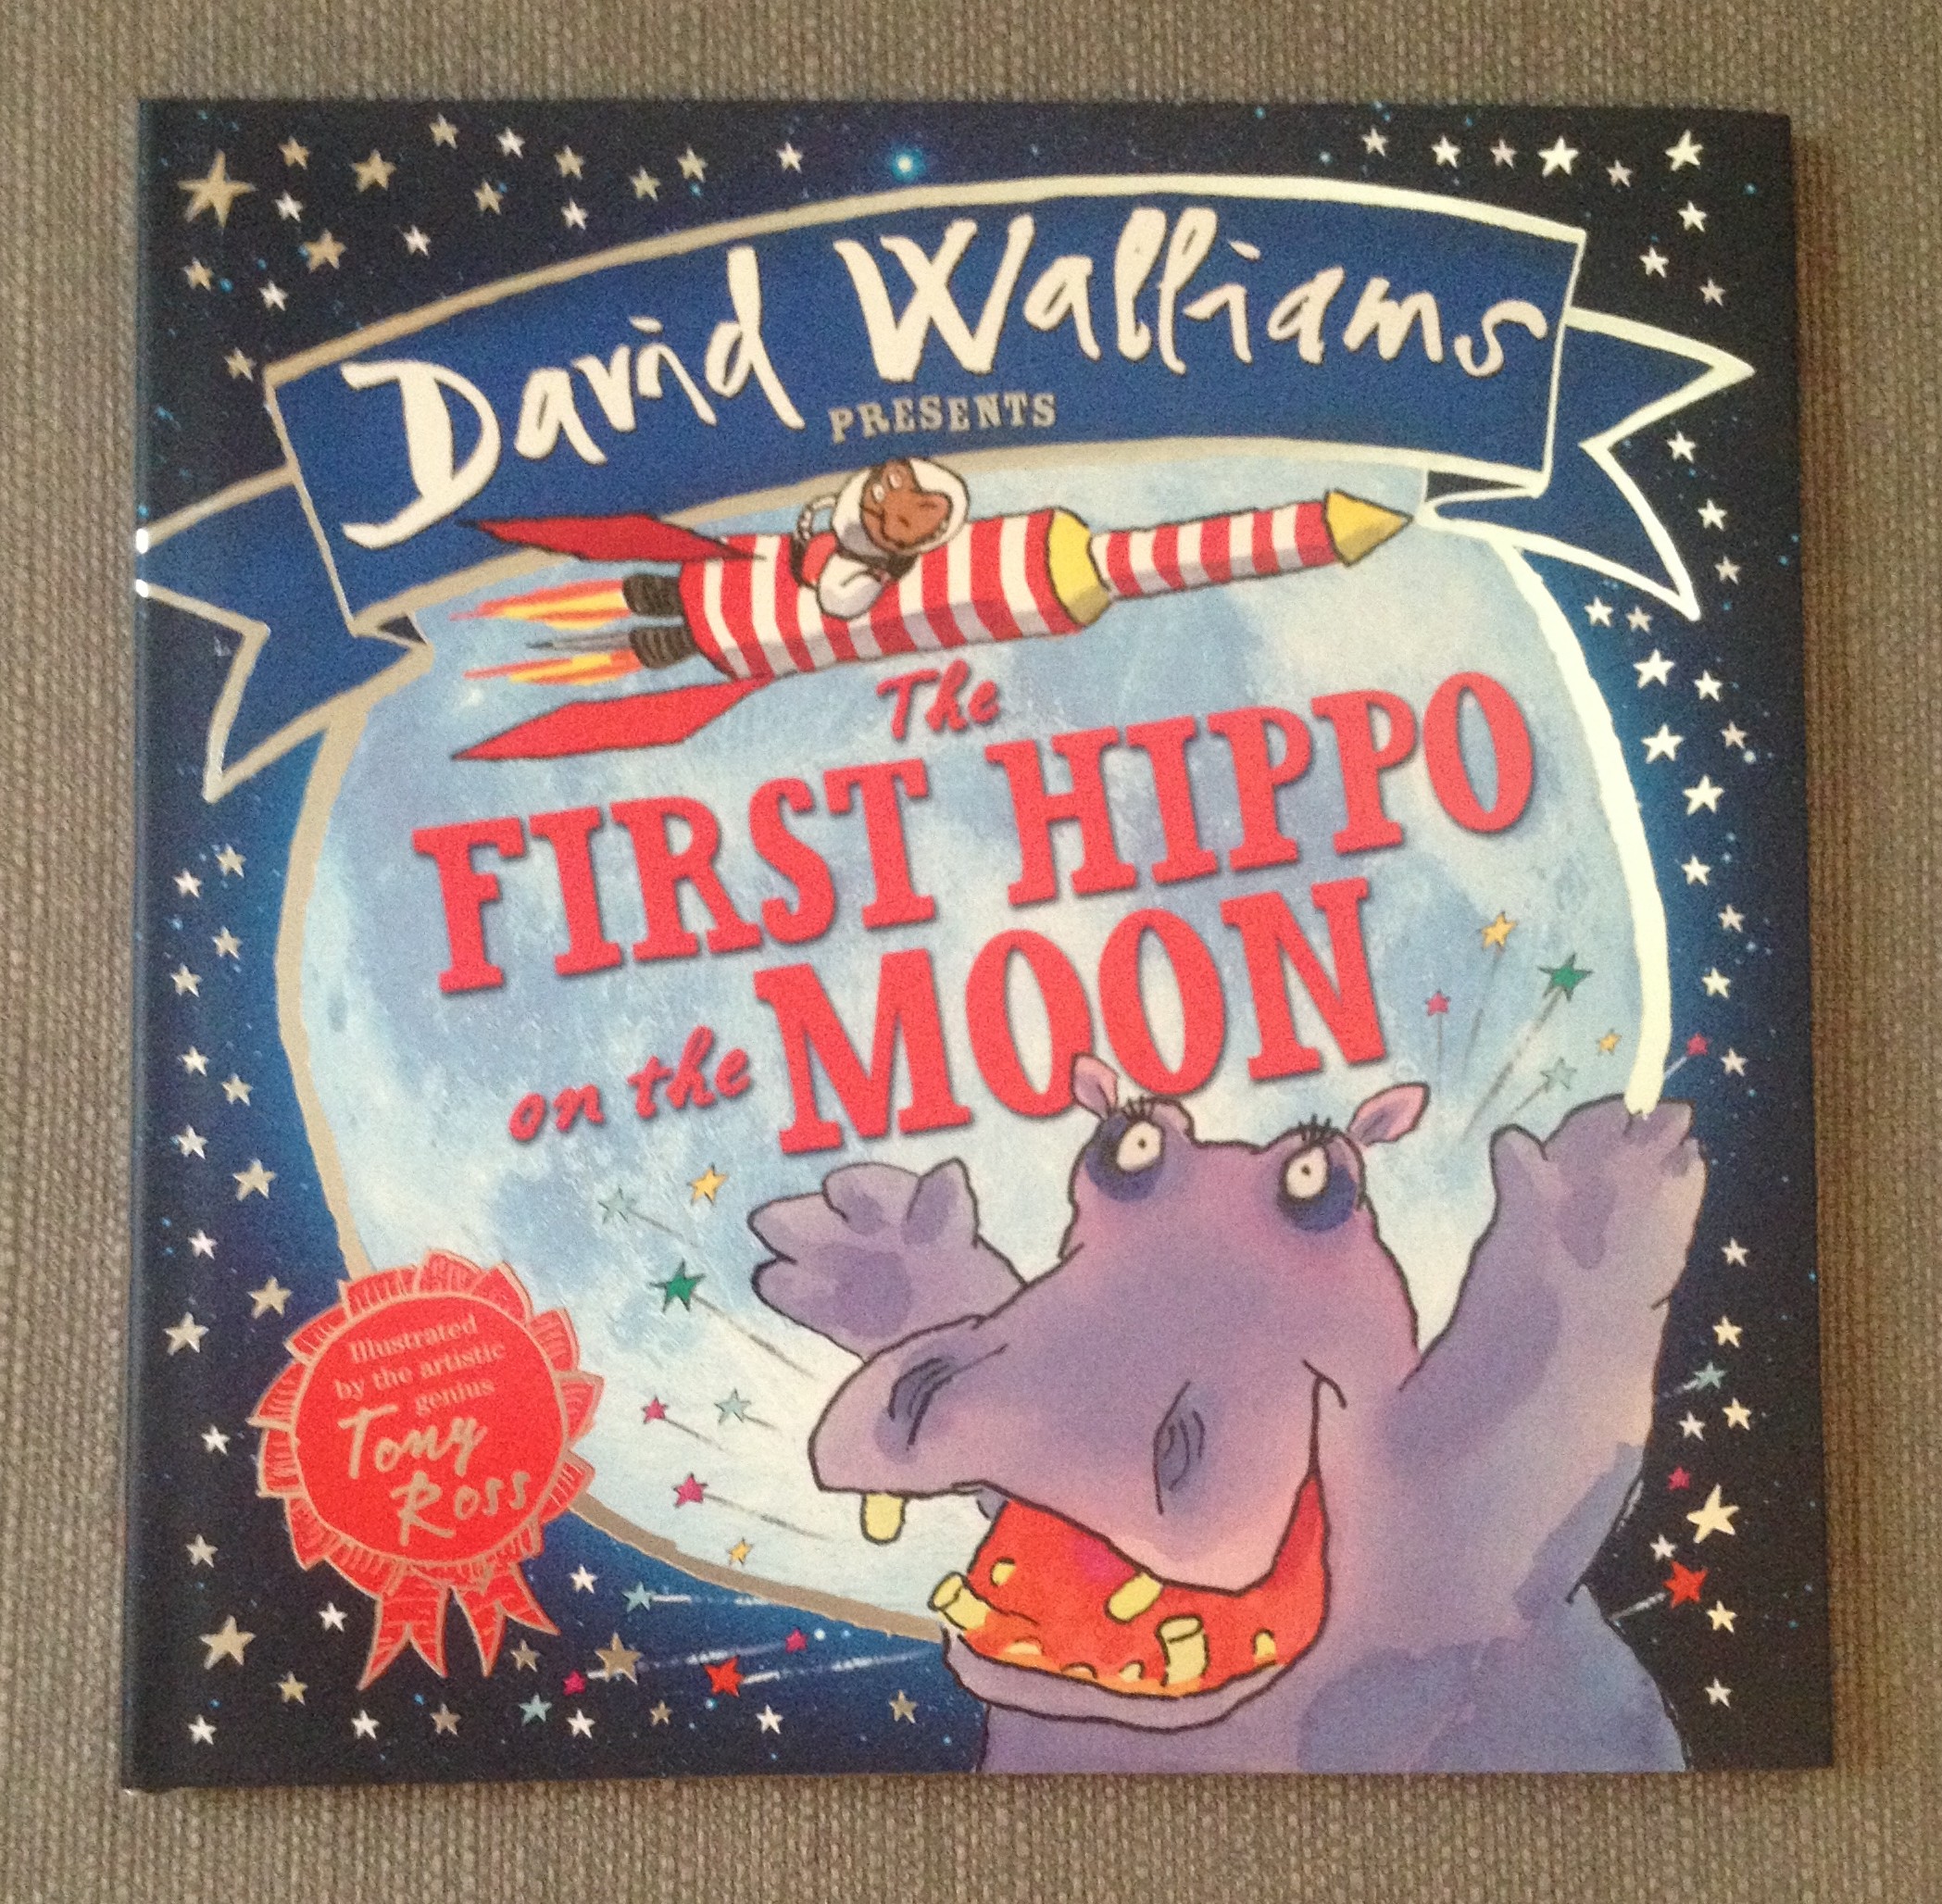 David Walliams
PRESENTS
The
FIRST HIPPO
on the MOON
Illustrated
by the artistic
genius
Tony
Ross